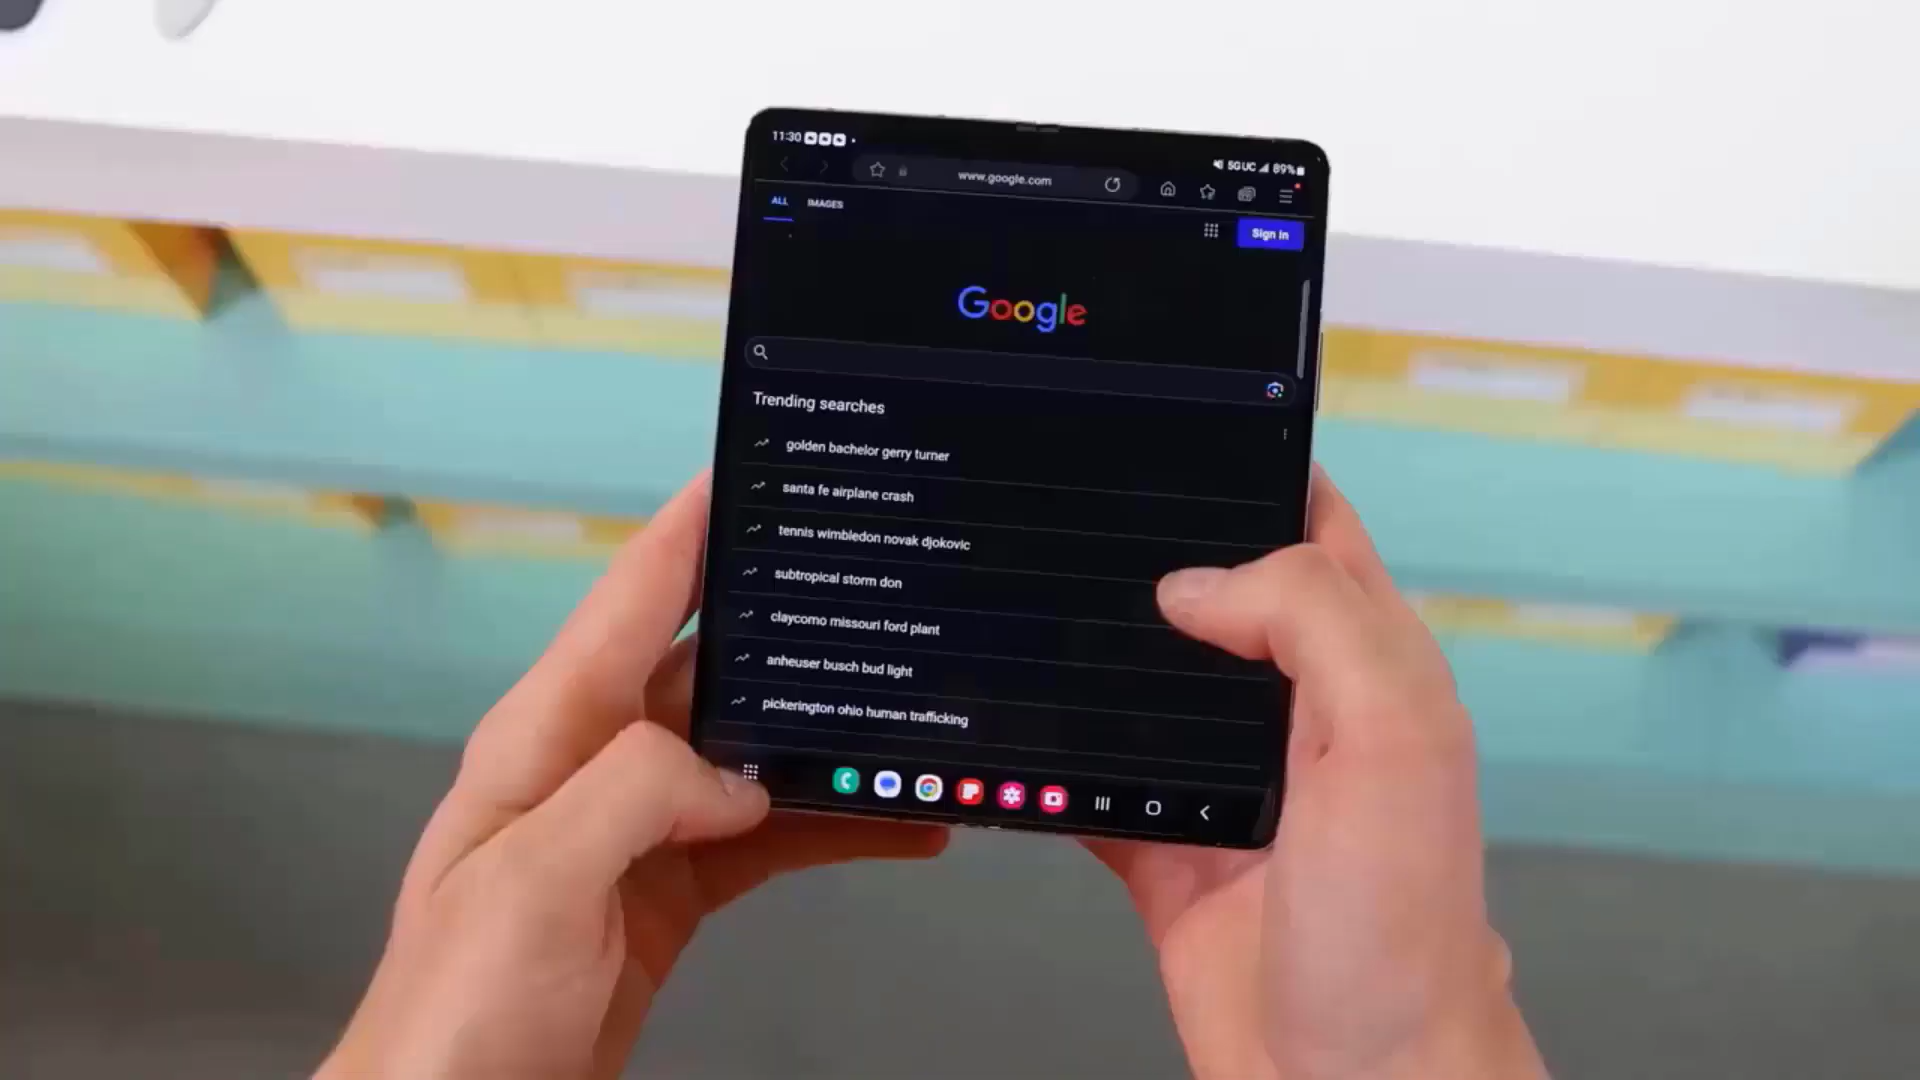 11:30
5G UC 89%
www.google.com
ALL IMAGES
Sign in
Google
Trending searches
golden bachelor gerry turner
santa fe airplane crash
tennis wimbledon novak djokovic
subtropical storm don
claycomo missouri ford plant
anheuser busch bud light
pickerington ohio human trafficking